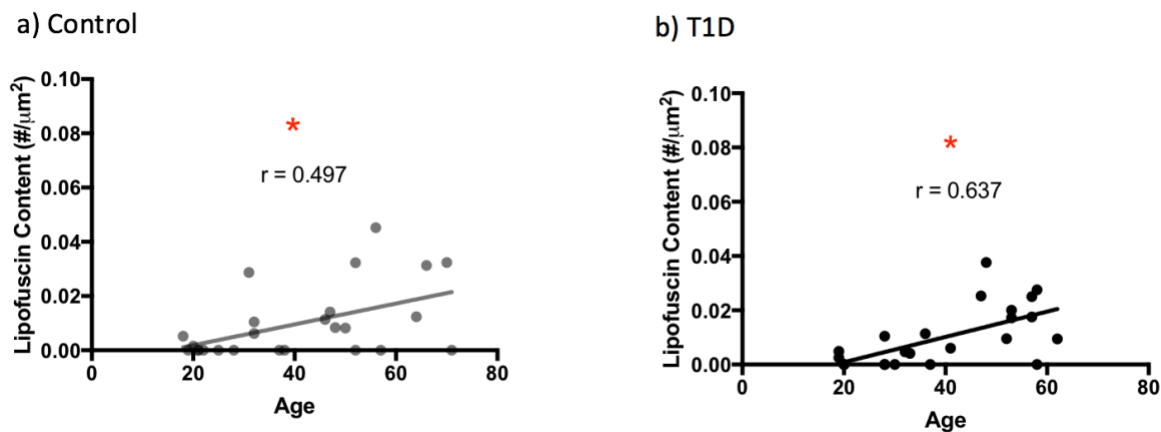 a) Control
Lipofuscin Content (#/μm²)
0.10
0.08
0.06
0.04
0.02
0.00
*
r = 0.497
0 20 40 60 80
Age
b) T1D
Lipofuscin Content (#/μm²)
0.10
0.08
0.06
0.04
0.02
0.00
*
r = 0.637
0 20 40 60 80
Age